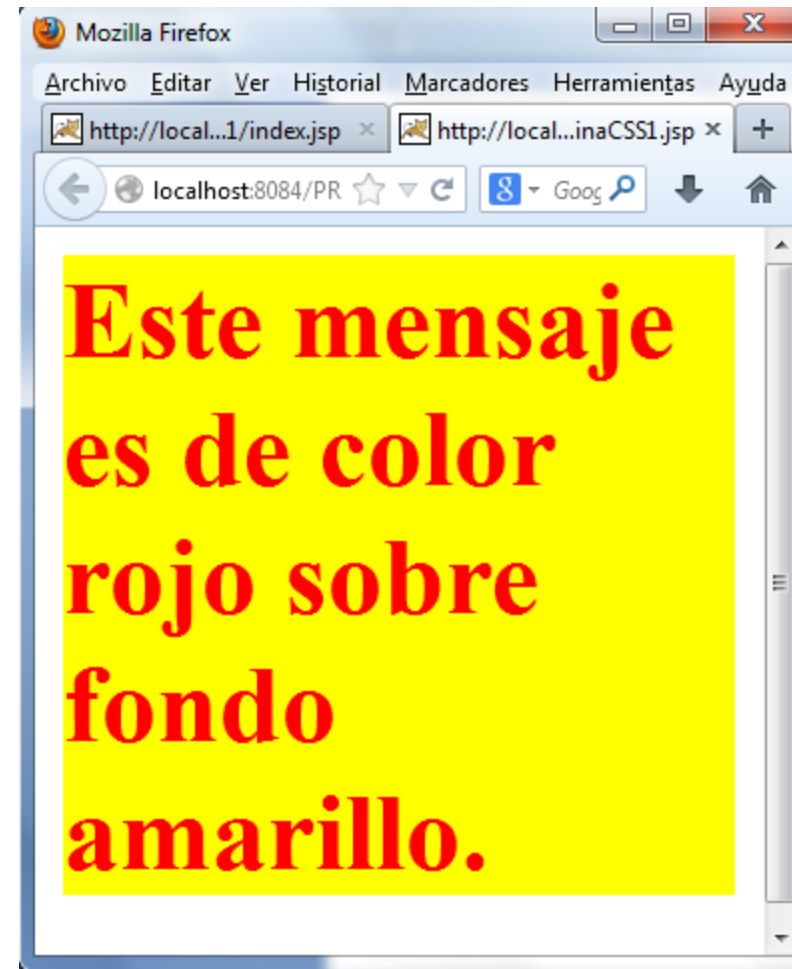 Mozilla Firefox
Archivo Editar Ver Historial Marcadores Herramientas Ayuda
http://local...1/index.jsp × http://local...inaCSS1.jsp × +
localhost:8084/PR 8 Goog
Este mensaje
es de color
rojo sobre
fondo
amarillo.